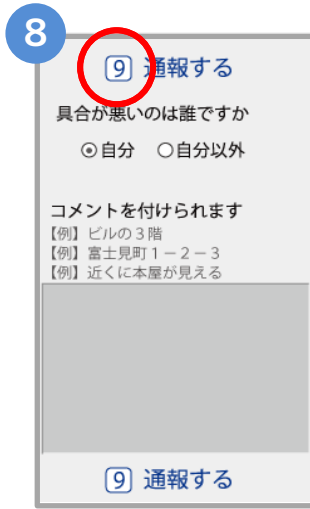 8
9 通報する
具合が悪いのは誰ですか
◉自分 ○自分以外
コメントを付けられます
【例】ビルの3階
【例】富士見町1－2－3
【例】近くに本屋が見える
9 通報する